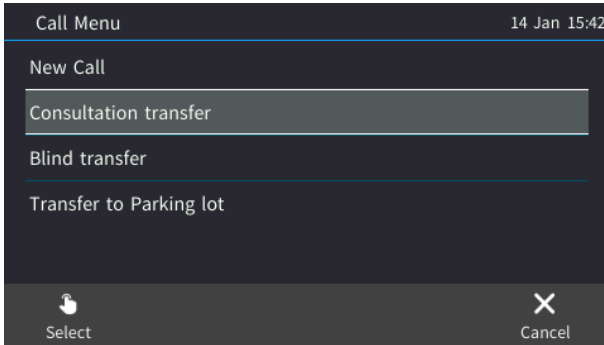 Call Menu 14 Jan 15:42
New Call
Consultation transfer
Blind transfer
Transfer to Parking lot
Select Cancel